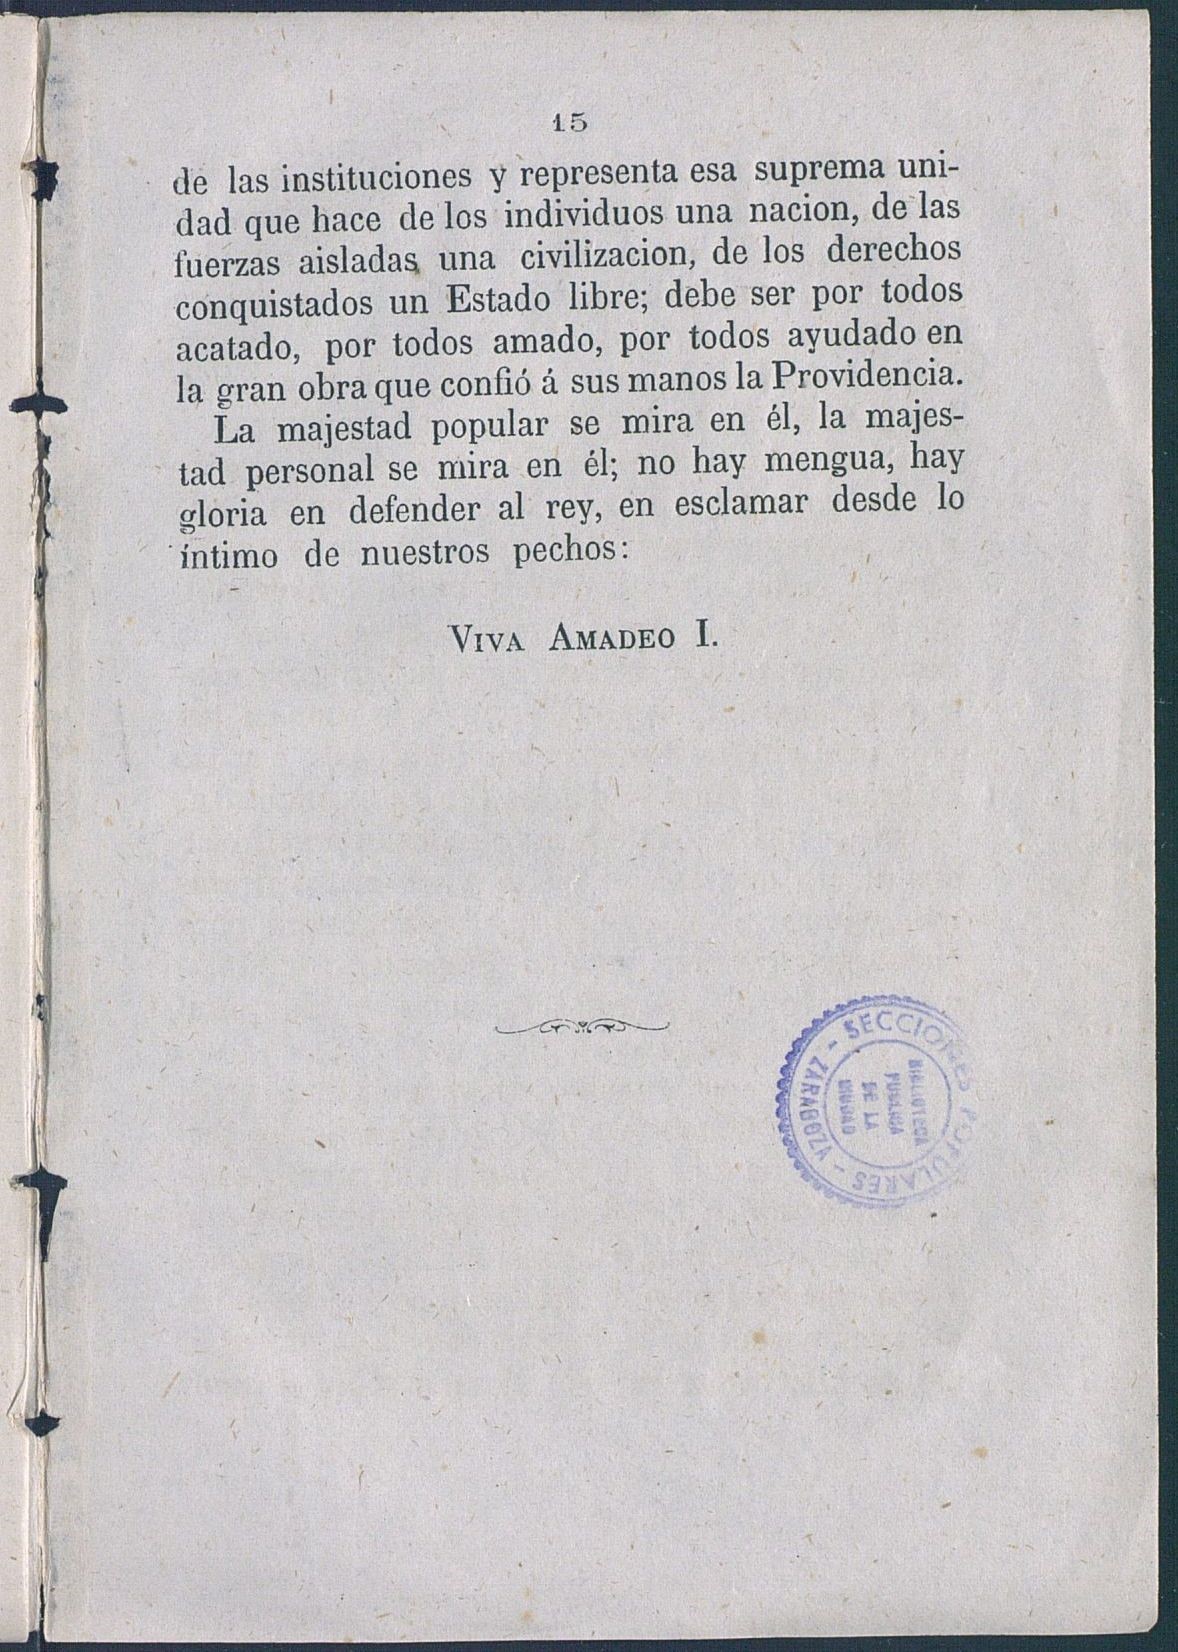 15
de las instituciones y representa esa suprema uni-
dad que hace de los individuos una nacion, de las
fuerzas aisladas una civilizacion, de los derechos
conquistados un Estado libre; debe ser por todos
acatado, por todos amado, por todos ayudado en
la gran obra que confió á sus manos la Providencia.
La majestad popular se mira en él, la majes-
tad personal se mira en él; no hay mengua, hay
gloria en defender al rey, en esclamar desde lo
íntimo de nuestros pechos:
VIVA AMADEO I.
SECCIONES POPULARES - ZARAGOZA -
BIBLIOTECA
PUBLICA
DE LA
CIUDAD